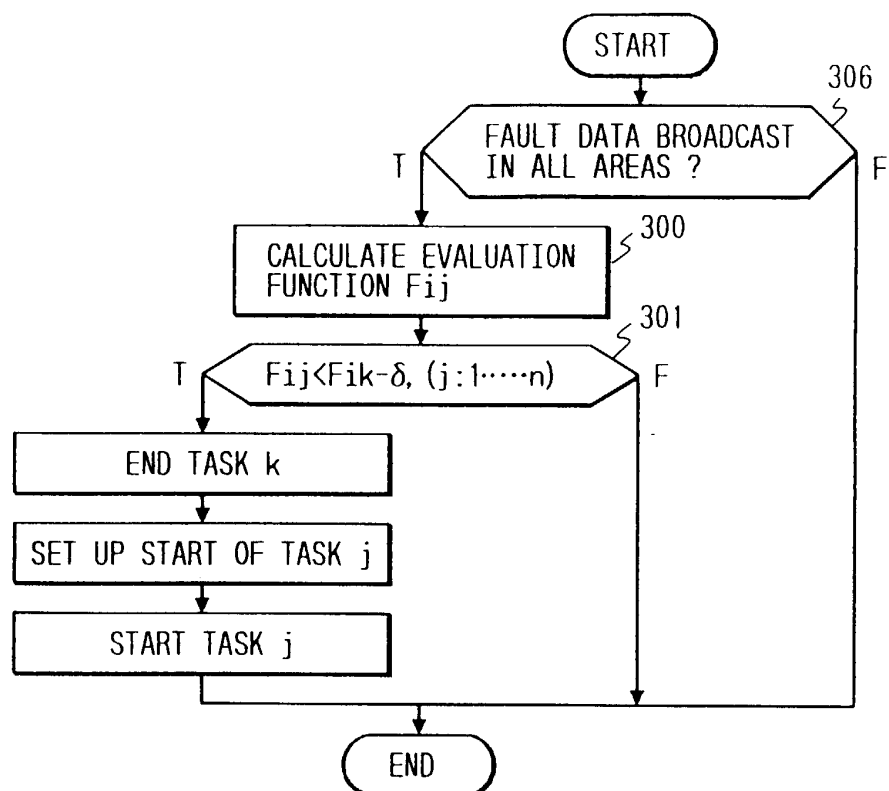 START
306
FAULT DATA BROADCAST
IN ALL AREAS ?
T
F
300
CALCULATE EVALUATION
FUNCTION Fij
301
T
Fij<Fik-δ, (j:1·····n)
F
END TASK k
SET UP START OF TASK j
START TASK j
END